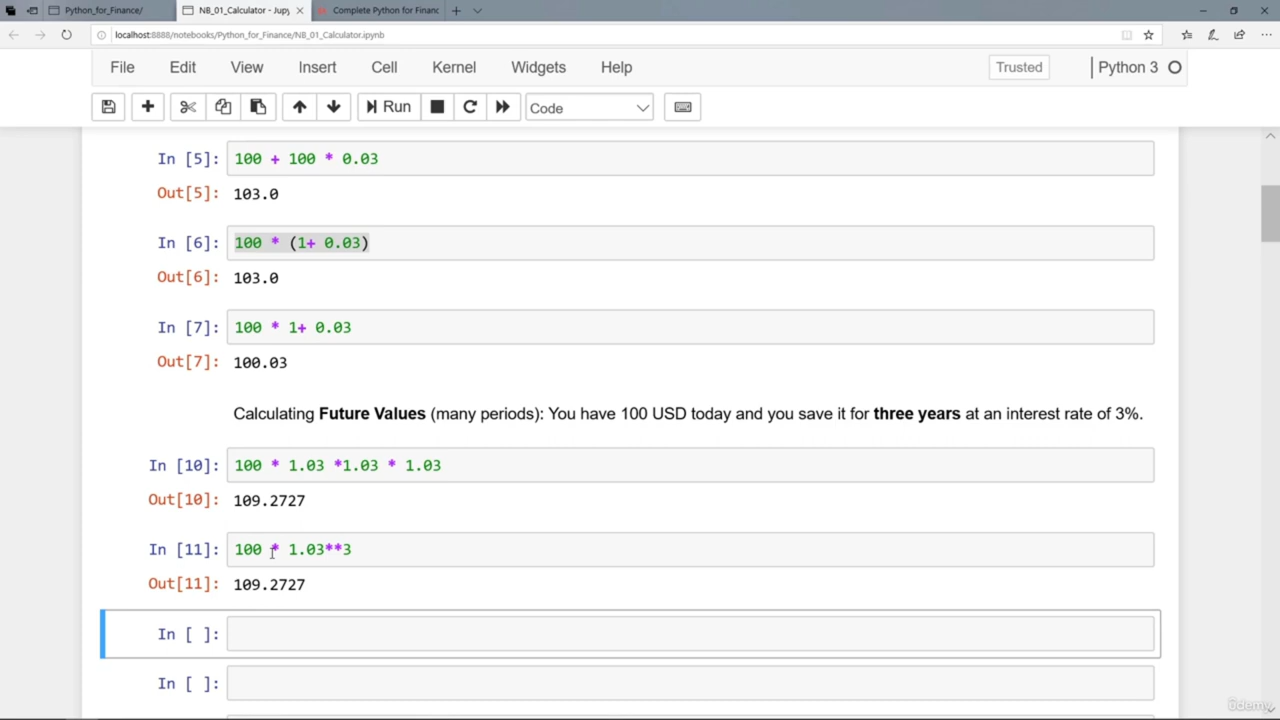 Python_for_Finance/
NB_01_Calculator - Jupy
Complete Python for Financ
localhost:8888/notebooks/Python_for_Finance/NB_01_Calculator.ipynb
File Edit View Insert Cell Kernel Widgets Help Trusted Python 3
Run Code
In [5]: 100 + 100 * 0.03
Out[5]: 103.0
In [6]: 100 * (1+ 0.03)
Out[6]: 103.0
In [7]: 100 * 1+ 0.03
Out[7]: 100.03
Calculating Future Values (many periods): You have 100 USD today and you save it for three years at an interest rate of 3%.
In [10]: 100 * 1.03 *1.03 * 1.03
Out[10]: 109.2727
In [11]: 100 * 1.03**3
Out[11]: 109.2727
In [ ]:
In [ ]:
ûdemy